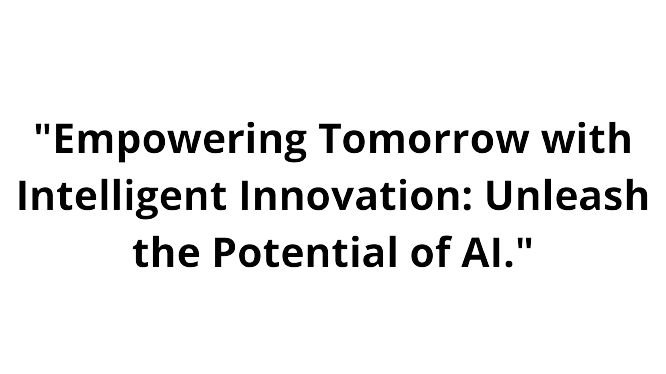 "Empowering Tomorrow with
Intelligent Innovation: Unleash
the Potential of AI."